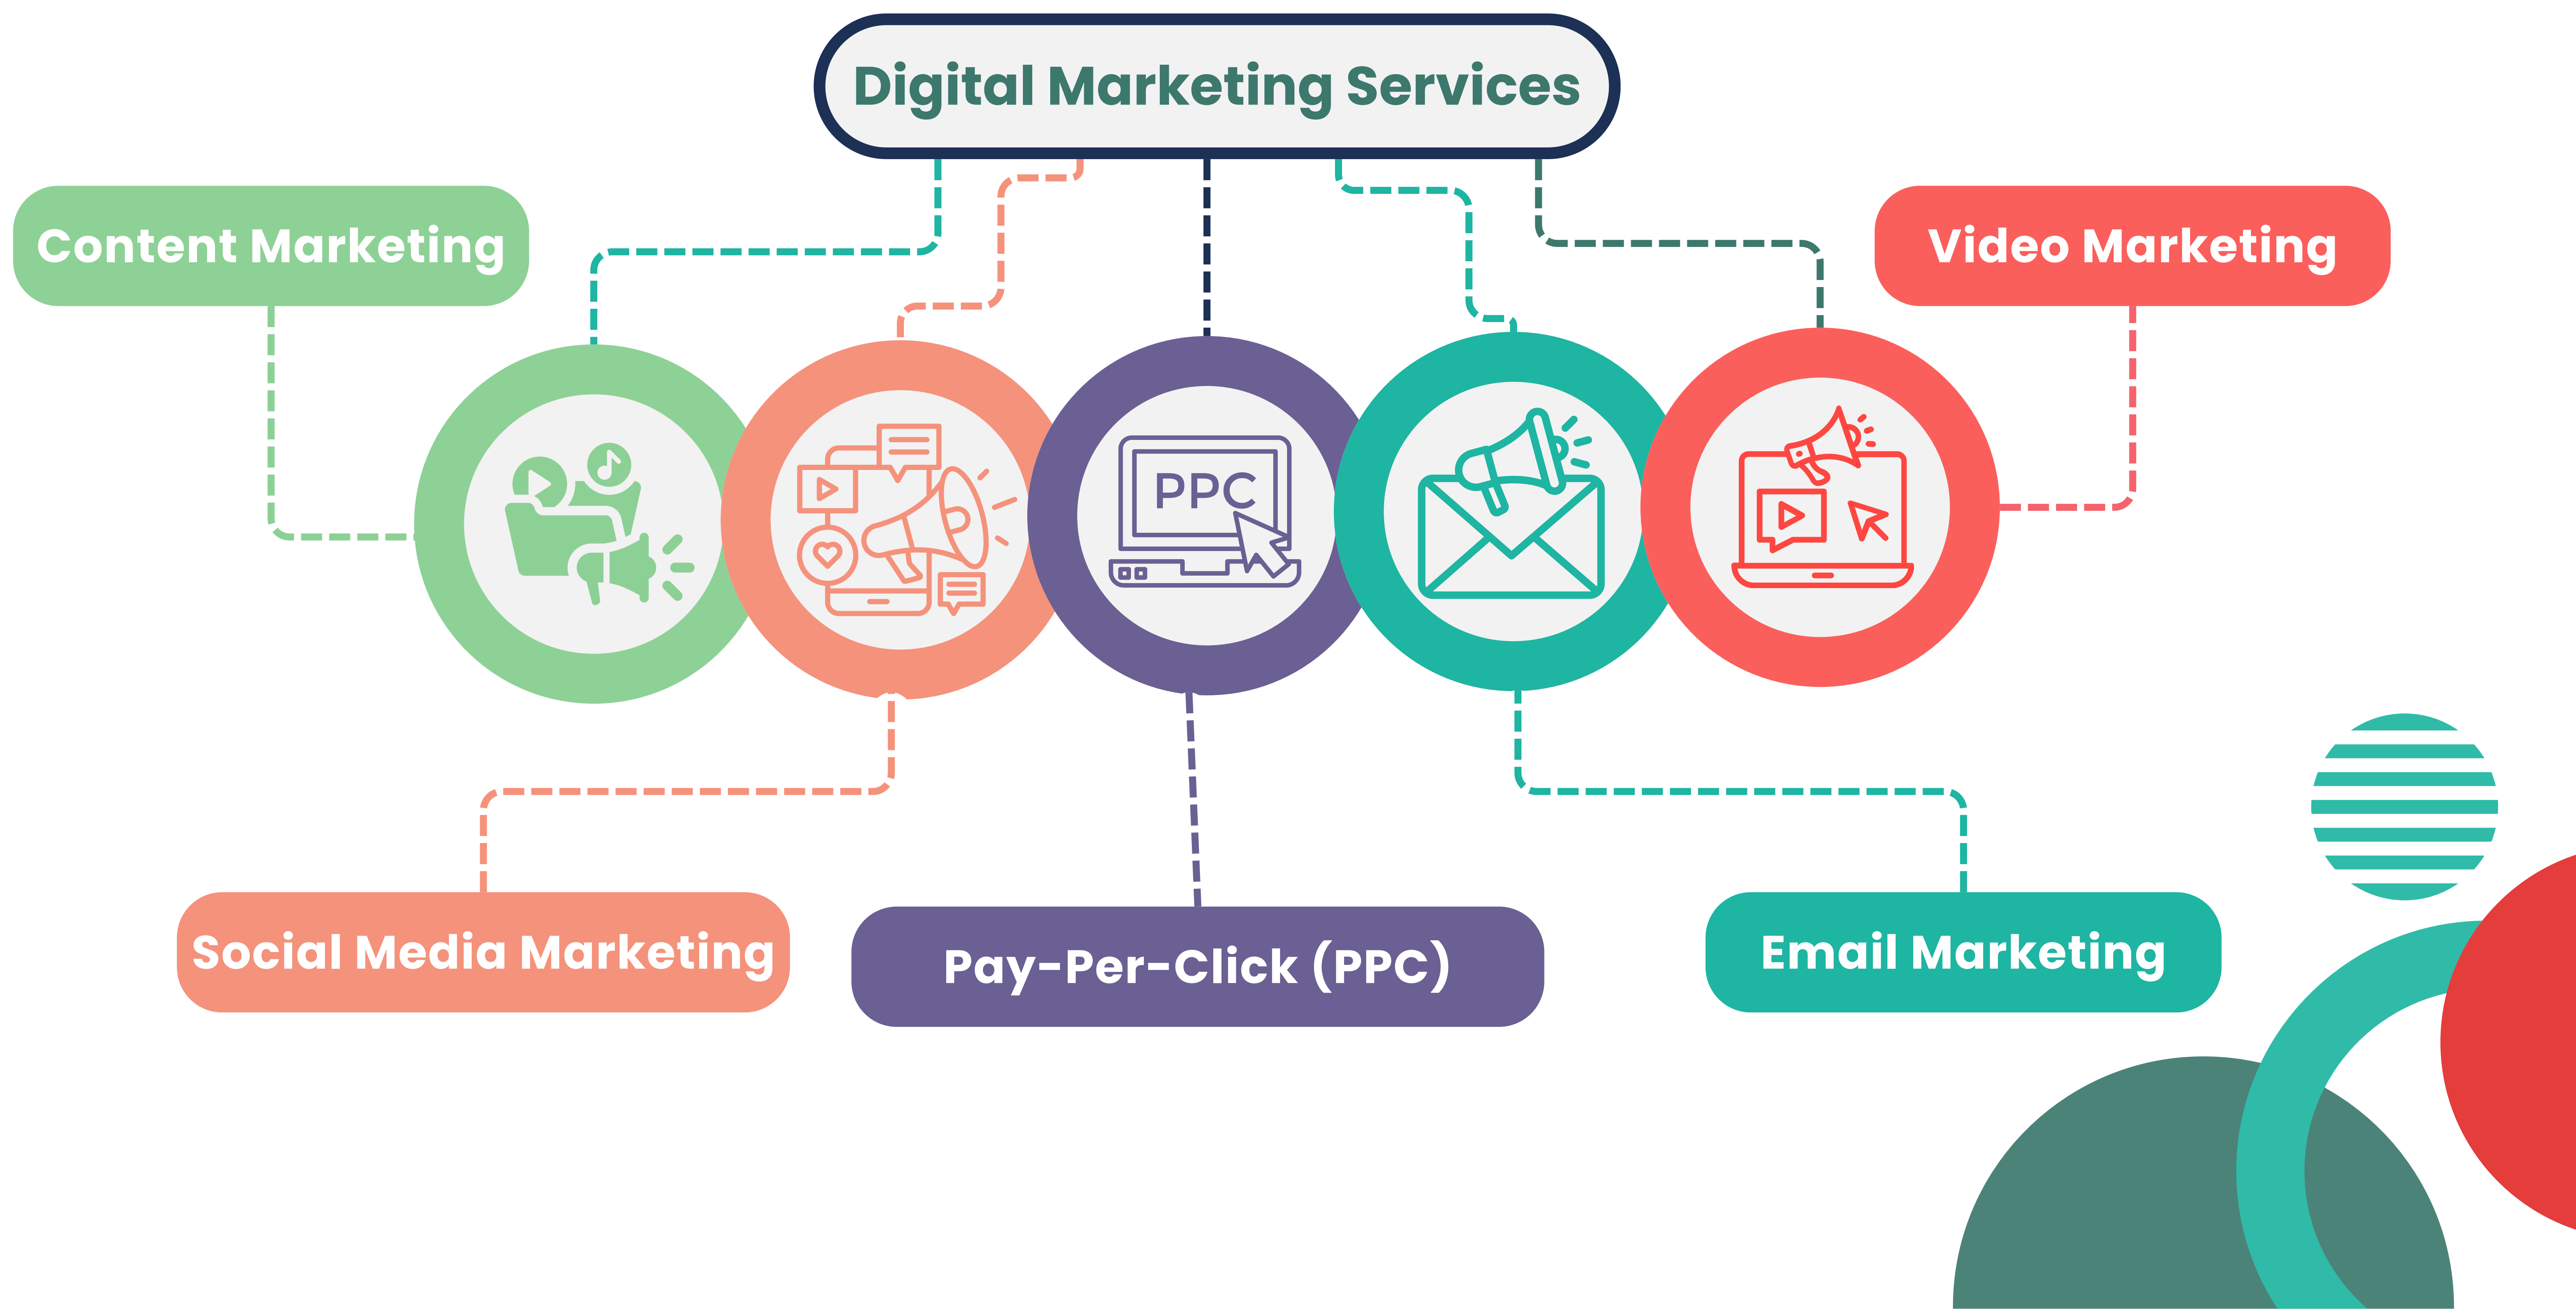 Digital Marketing Services
Content Marketing
Video Marketing
PPC
Social Media Marketing
Pay-Per-Click (PPC)
Email Marketing